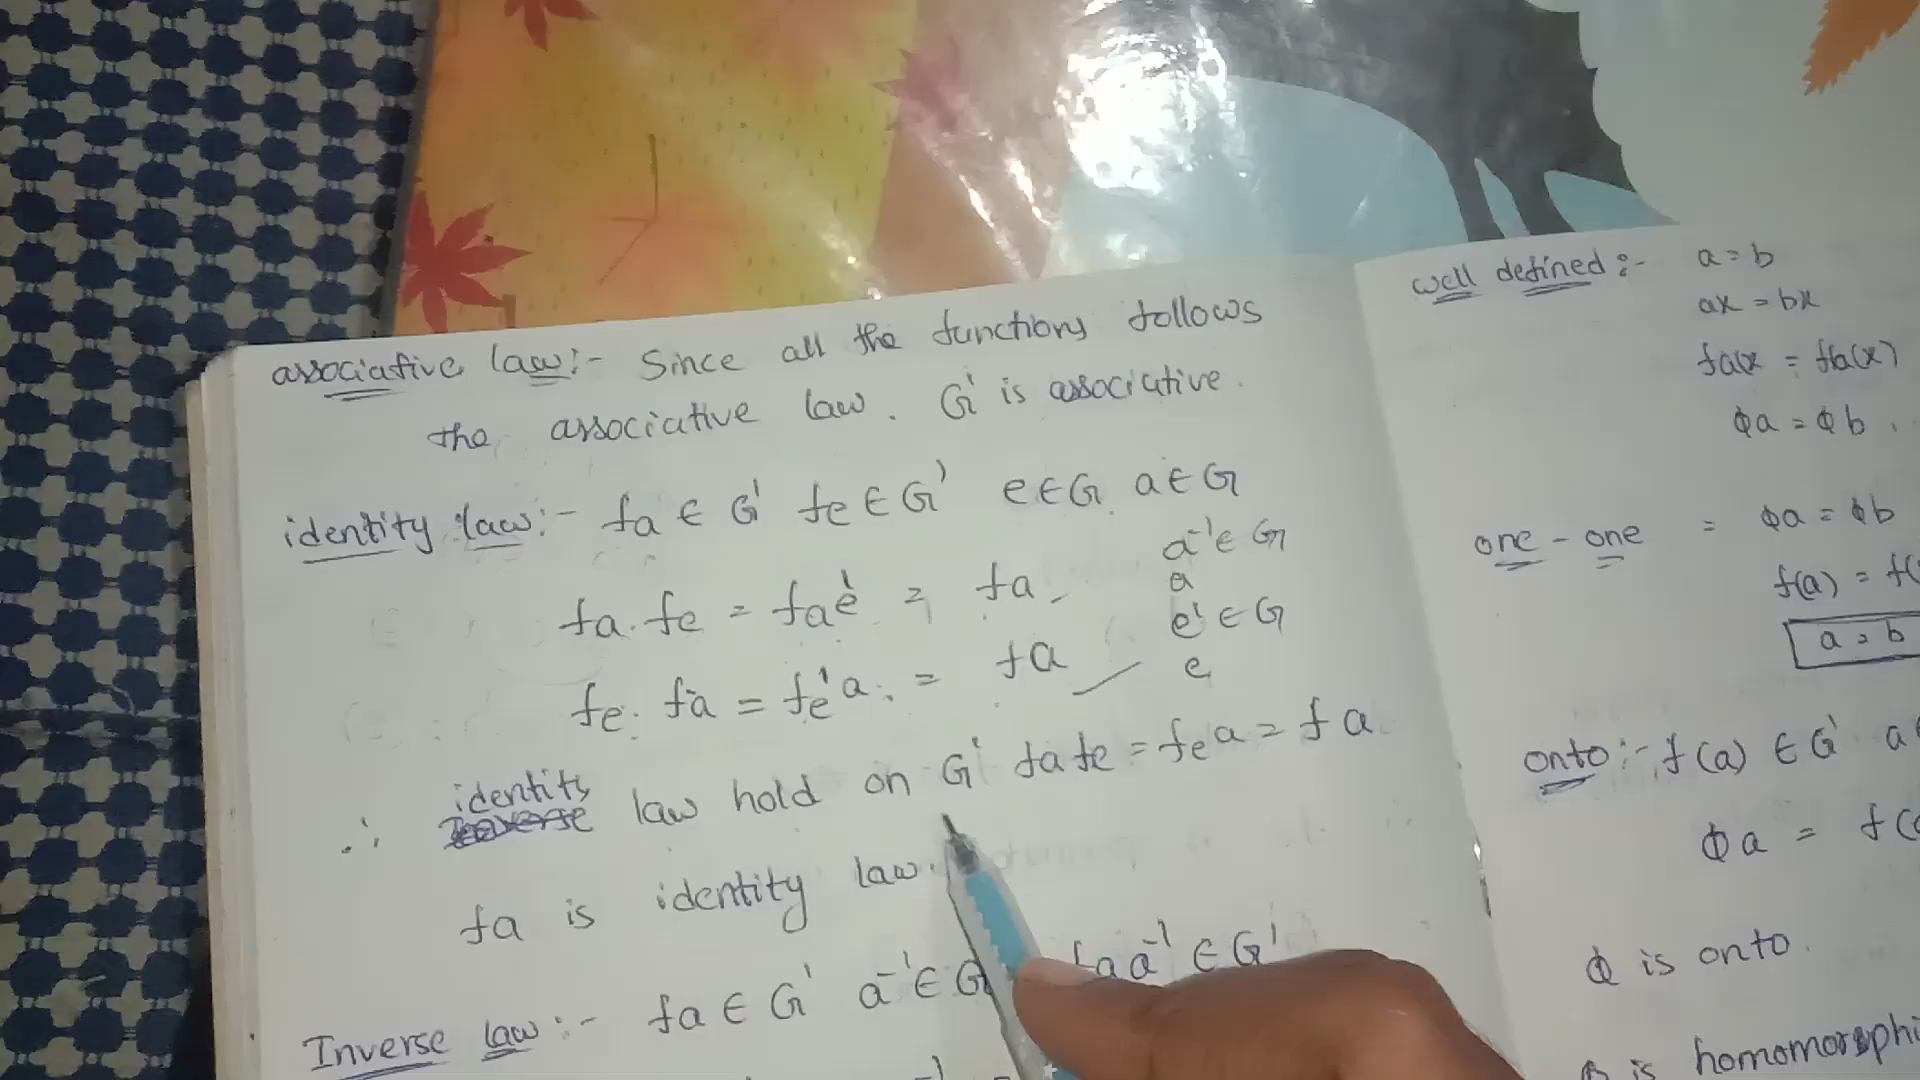 associative law:- Since all the functions follows
the associative law. G' is associative.
identity law:- fa ∈ G' fe ∈ G' e ∈ G a ∈ G
a⁻¹ ∈ G
a
fa. fe = fae' = fa
e' ∈ G
e
fe. fa = fe'a. = fa
∴ identity law hold on G' fafe = fea = fa
fa is identity law.
Inverse law:- fa ∈ G' a⁻¹ ∈ G faa⁻¹ ∈ G'
well defined:- a = b
ax = bx
fa(x = fb(x)
ϕa = ϕb.
one-one = ϕa = ϕb
f(a) = f(
a = b
onto:- f(a) ∈ G' a
ϕa = f(
ϕ is onto.
is homomorphi